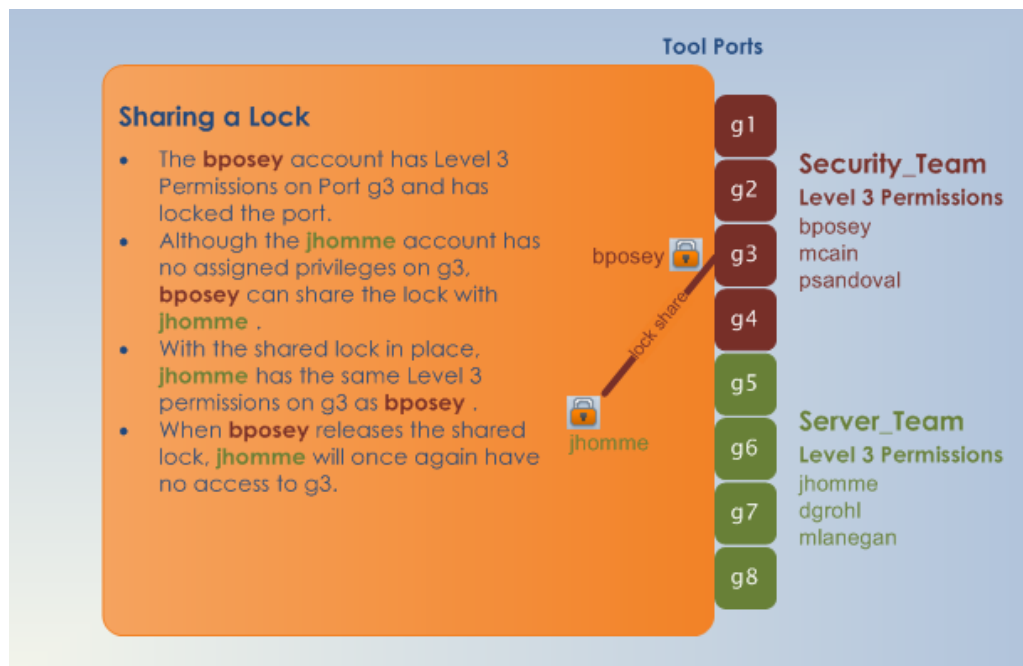 Tool Ports
Sharing a Lock
• The bposey account has Level 3
Permissions on Port g3 and has
locked the port.
• Although the jhomme account has
no assigned privileges on g3,
bposey can share the lock with
jhomme .
• With the shared lock in place,
jhomme has the same Level 3
permissions on g3 as bposey .
• When bposey releases the shared
lock, jhomme will once again have
no access to g3.
bposey
lock share
jhomme
g1
g2
g3
g4
g5
g6
g7
g8
Security_Team
Level 3 Permissions
bposey
mcain
psandoval
Server_Team
Level 3 Permissions
jhomme
dgrohl
mlanegan